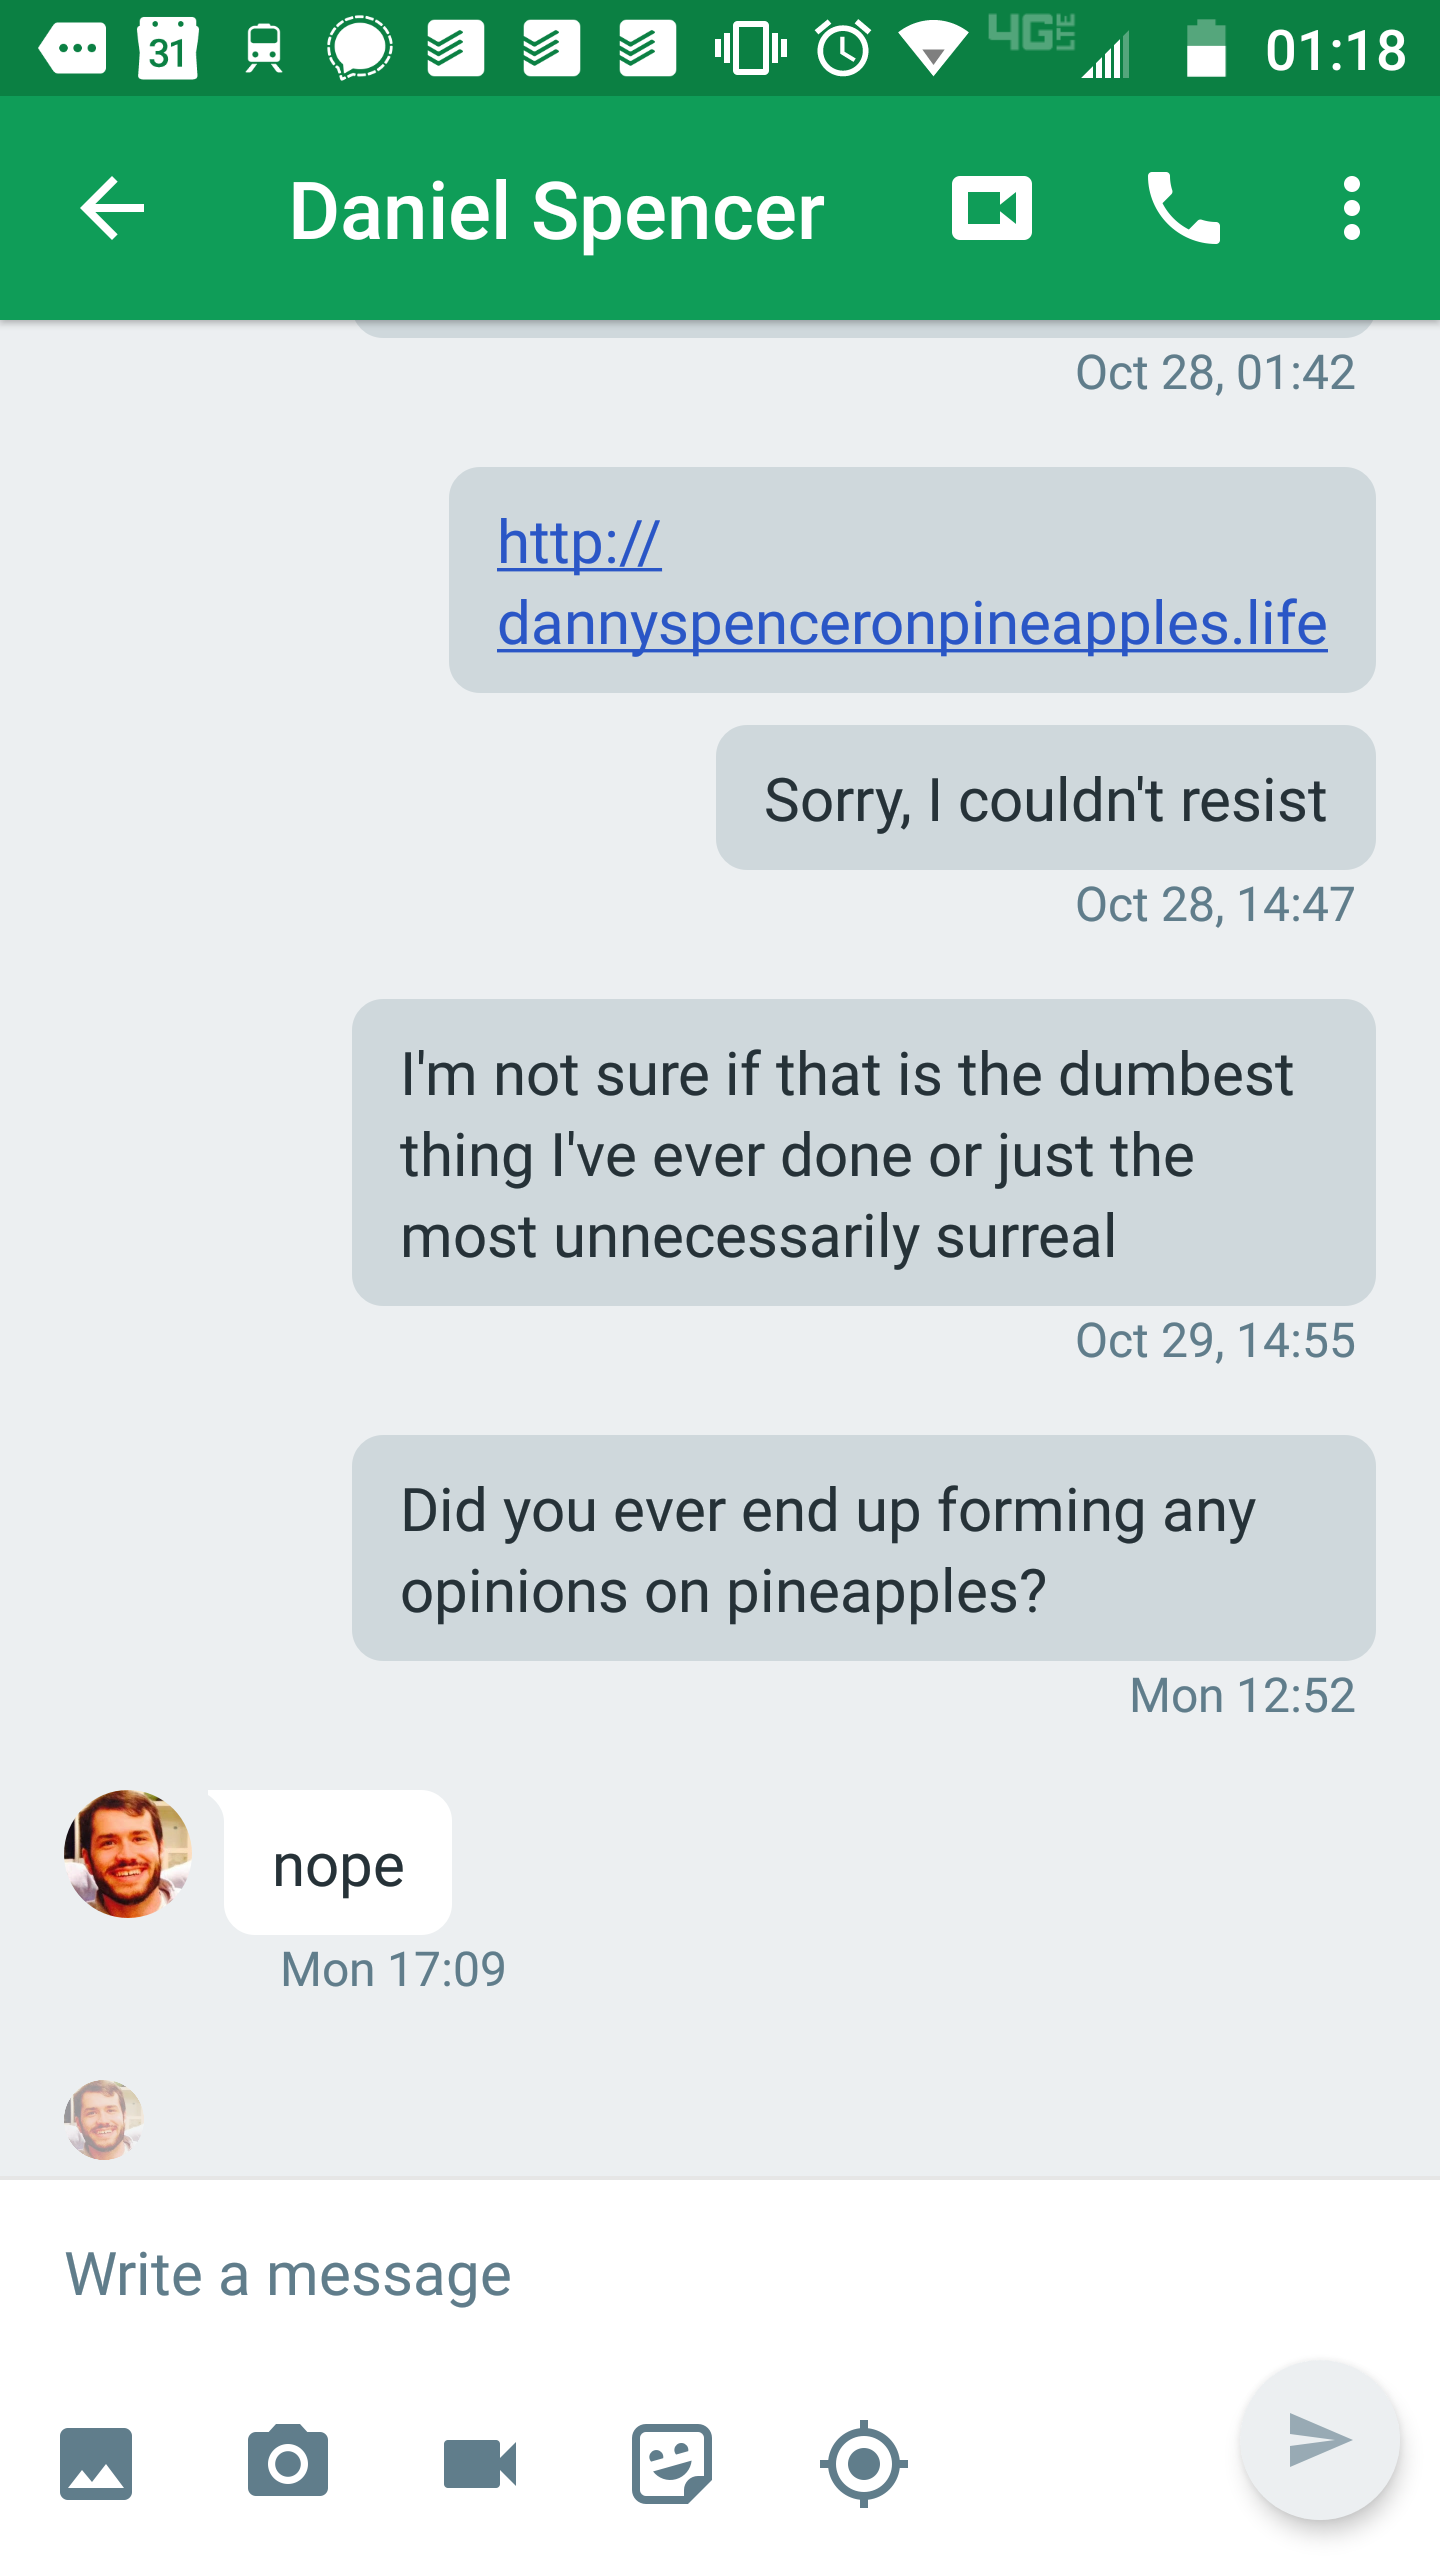 31
4G LTE
01:18
Daniel Spencer
Oct 28, 01:42
http://
dannyspenceronpineapples.life
Sorry, I couldn't resist
Oct 28, 14:47
I'm not sure if that is the dumbest
thing I've ever done or just the
most unnecessarily surreal
Oct 29, 14:55
Did you ever end up forming any
opinions on pineapples?
Mon 12:52
nope
Mon 17:09
Write a message